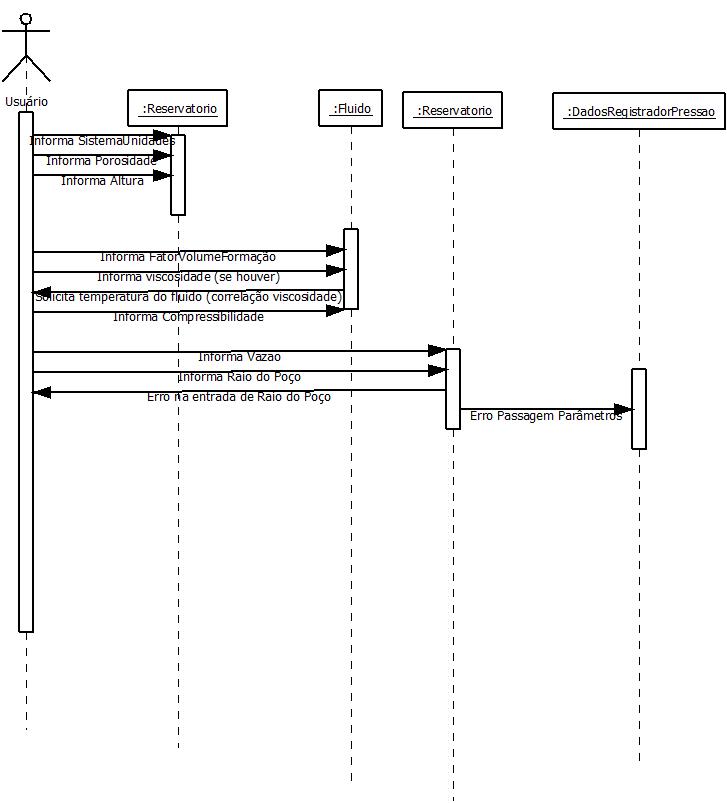 Usuário
:Reservatorio
:Fluido
:Reservatorio
:DadosRegistradorPressao
Informa SistemaUnidades
Informa Porosidade
Informa Altura
Informa FatorVolumeFormação
Informa viscosidade (se houver)
Solicita temperatura do fluido (correlação viscosidade)
Informa Compressibilidade
Informa Vazao
Informa Raio do Poço
Erro na entrada de Raio do Poço
Erro Passagem Parâmetros